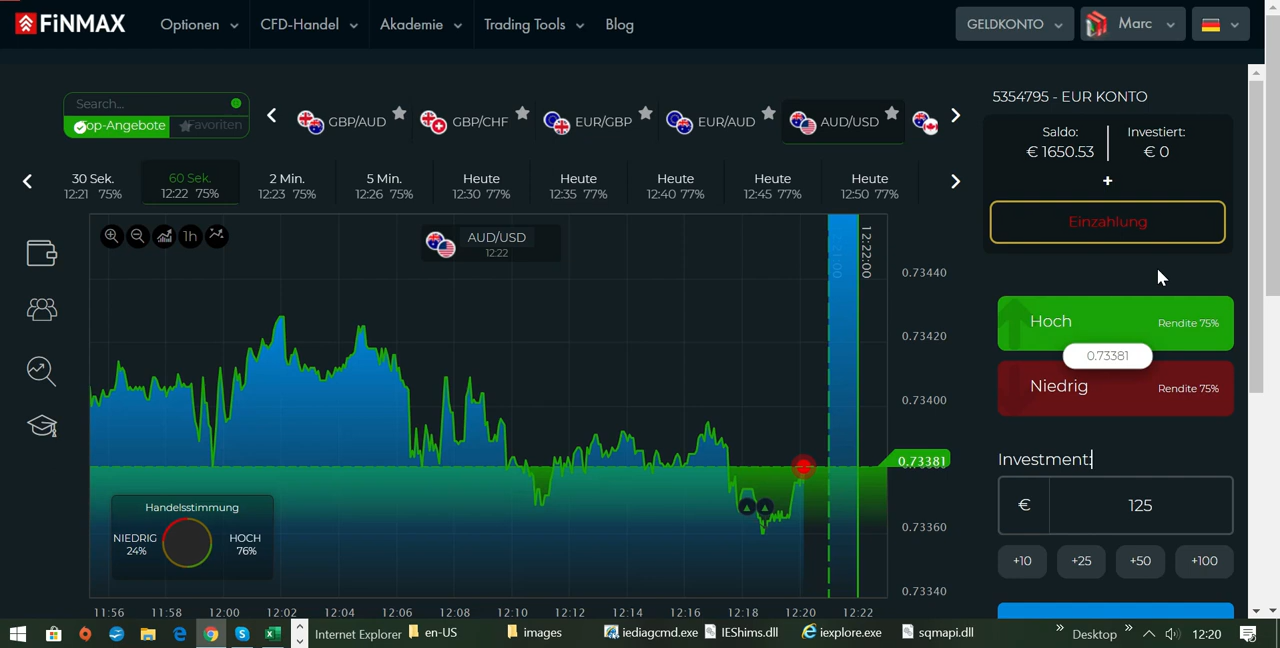 FiNMAX
Optionen
CFD-Handel
Akademie
Trading Tools
Blog
GELDKONTO
Marc
Search...
Top-Angebote
Favoriten
GBP/AUD
GBP/CHF
EUR/GBP
EUR/AUD
AUD/USD
30 Sek.
12:21 75%
60 Sek.
12:22 75%
2 Min.
12:23 75%
5 Min.
12:26 75%
Heute
12:30 77%
Heute
12:35 77%
Heute
12:40 77%
Heute
12:45 77%
Heute
12:50 77%
1h
AUD/USD
12:22
12:22:00
0.73440
0.73420
0.73400
0.73381
0.73360
0.73340
Handelsstimmung
NIEDRIG
24%
HOCH
76%
11:56
11:58
12:00
12:02
12:04
12:06
12:08
12:10
12:12
12:14
12:16
12:18
12:20
12:22
5354795 - EUR KONTO
Saldo:
€ 1650.53
Investiert:
€ 0
+
Einzahlung
Hoch
Rendite 75%
0.73381
Niedrig
Rendite 75%
Investment:
€
125
+10
+25
+50
+100
Internet Explorer
en-US
images
iediagcmd.exe
IEShims.dll
iexplore.exe
sqmapi.dll
»
Desktop
»
12:20